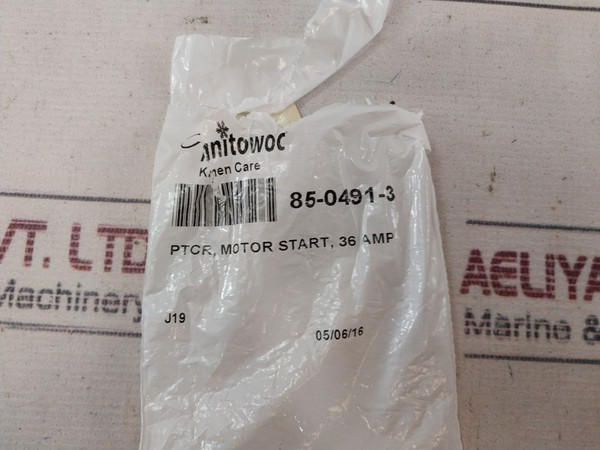 anitowoc
K chen Care
85-0491-3
PTCR, MOTOR START, 36 AMP
J19
05/06/16
VT. LTD
Machinery
AELIYA
Marine &